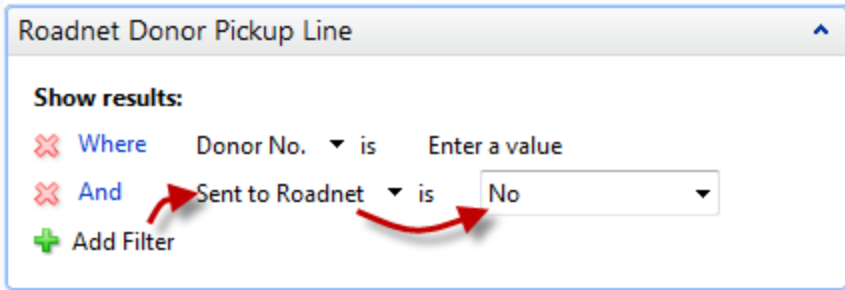 Roadnet Donor Pickup Line
Show results:
Where Donor No. is Enter a value
And Sent to Roadnet is No
Add Filter